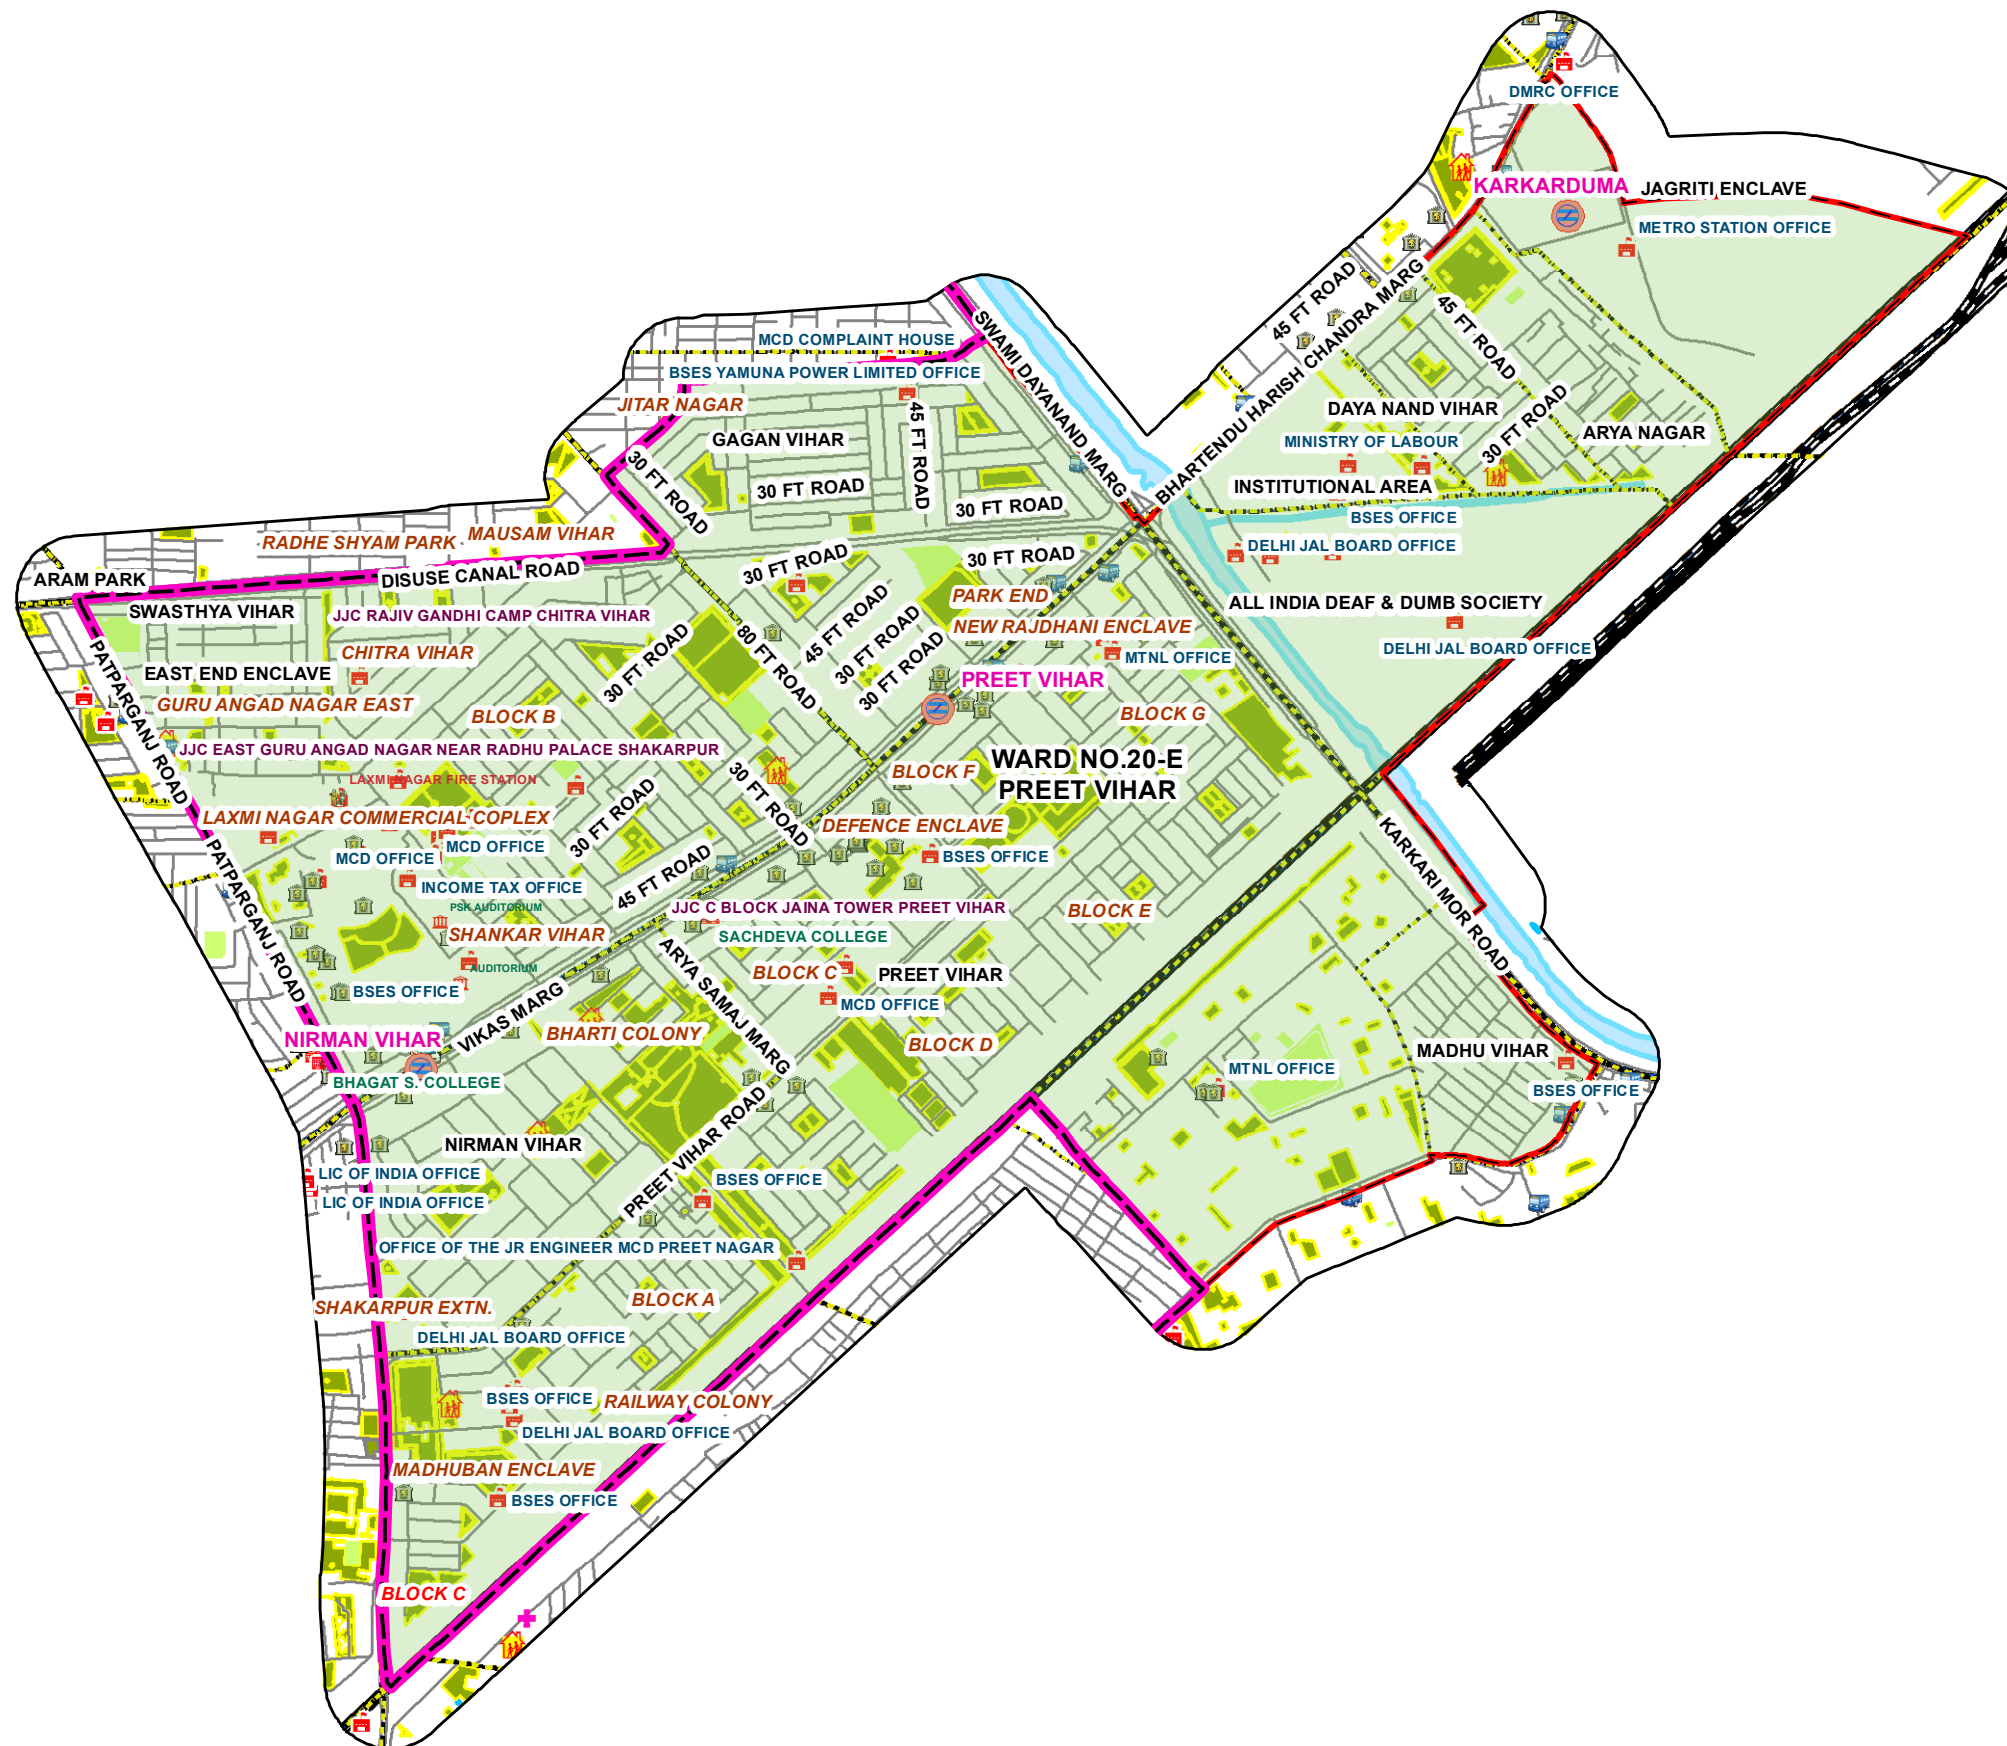 DMRC OFFICE
KARKARDUMA
JAGRITI ENCLAVE
METRO STATION OFFICE
45 FT ROAD
BHARTENDU HARISH CHANDRA MARG
45 FT ROAD
SWAMI DAYANAND MARG
MCD COMPLAINT HOUSE
BSES YAMUNA POWER LIMITED OFFICE
JITAR NAGAR
GAGAN VIHAR
45 FT ROAD
DAYA NAND VIHAR
30 FT ROAD
ARYA NAGAR
MINISTRY OF LABOUR
30 FT ROAD
30 FT ROAD
30 FT ROAD
INSTITUTIONAL AREA
BSES OFFICE
RADHE SHYAM PARK
MAUSAM VIHAR
DELHI JAL BOARD OFFICE
30 FT ROAD
30 FT ROAD
ARAM PARK
DISUSE CANAL ROAD
SWASTHYA VIHAR
JJC RAJIV GANDHI CAMP CHITRA VIHAR
PARK END
ALL INDIA DEAF & DUMB SOCIETY
45 FT ROAD
30 FT ROAD
30 FT ROAD
80 FT ROAD
30 FT ROAD
NEW RAJDHANI ENCLAVE
CHITRA VIHAR
MTNL OFFICE
DELHI JAL BOARD OFFICE
EAST END ENCLAVE
PREET VIHAR
PATPARGANJ ROAD
GURU ANGAD NAGAR EAST
BLOCK B
BLOCK G
JJC EAST GURU ANGAD NAGAR NEAR RADHU PALACE SHAKARPUR
WARD NO.20-E
PREET VIHAR
BLOCK F
LAXMI NAGAR FIRE STATION
30 FT ROAD
30 FT ROAD
LAXMI NAGAR COMMERCIAL COPLEX
DEFENCE ENCLAVE
MCD OFFICE
MCD OFFICE
BSES OFFICE
KARKARI MOR ROAD
45 FT ROAD
INCOME TAX OFFICE
PSK AUDITORIUM
JJC C BLOCK JAINA TOWER PREET VIHAR
BLOCK E
PATPARGANJ ROAD
SHANKAR VIHAR
SACHDEVA COLLEGE
AUDITORIUM
BLOCK C
PREET VIHAR
ARYA SAMAJ MARG
BSES OFFICE
MCD OFFICE
VIKAS MARG
NIRMAN VIHAR
BHARTI COLONY
BLOCK D
MADHU VIHAR
MTNL OFFICE
BHAGAT S. COLLEGE
BSES OFFICE
NIRMAN VIHAR
PREET VIHAR ROAD
LIC OF INDIA OFFICE
BSES OFFICE
LIC OF INDIA OFFICE
OFFICE OF THE JR ENGINEER MCD PREET NAGAR
SHAKARPUR EXTN.
BLOCK A
DELHI JAL BOARD OFFICE
BSES OFFICE
RAILWAY COLONY
DELHI JAL BOARD OFFICE
MADHUBAN ENCLAVE
BSES OFFICE
BLOCK C